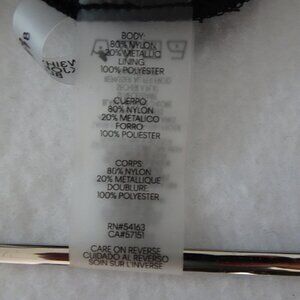 BODY:
80% NYLON
20% METALLIC
LINING
100% POLYESTER
CUERPO
80% NYLON
20% METALICO
FORRO
100% POLIESTER
CORPS
80% NYLON
20% METALLIQUE
DOUBLURE
100% POLYESTER
RN#54163
CA#57151
CARE ON REVERSE
CUIDADO AL REVERSO
SOIN SUR L'INVERSE